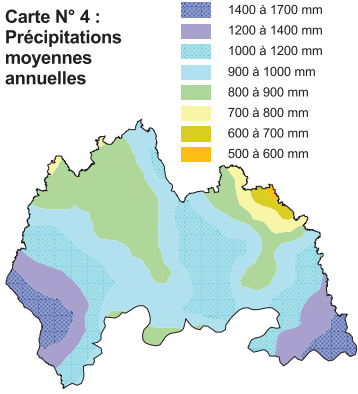 Carte N° 4 :
Précipitations
moyennes
annuelles
1400 à 1700 mm
1200 à 1400 mm
1000 à 1200 mm
900 à 1000 mm
800 à 900 mm
700 à 800 mm
600 à 700 mm
500 à 600 mm